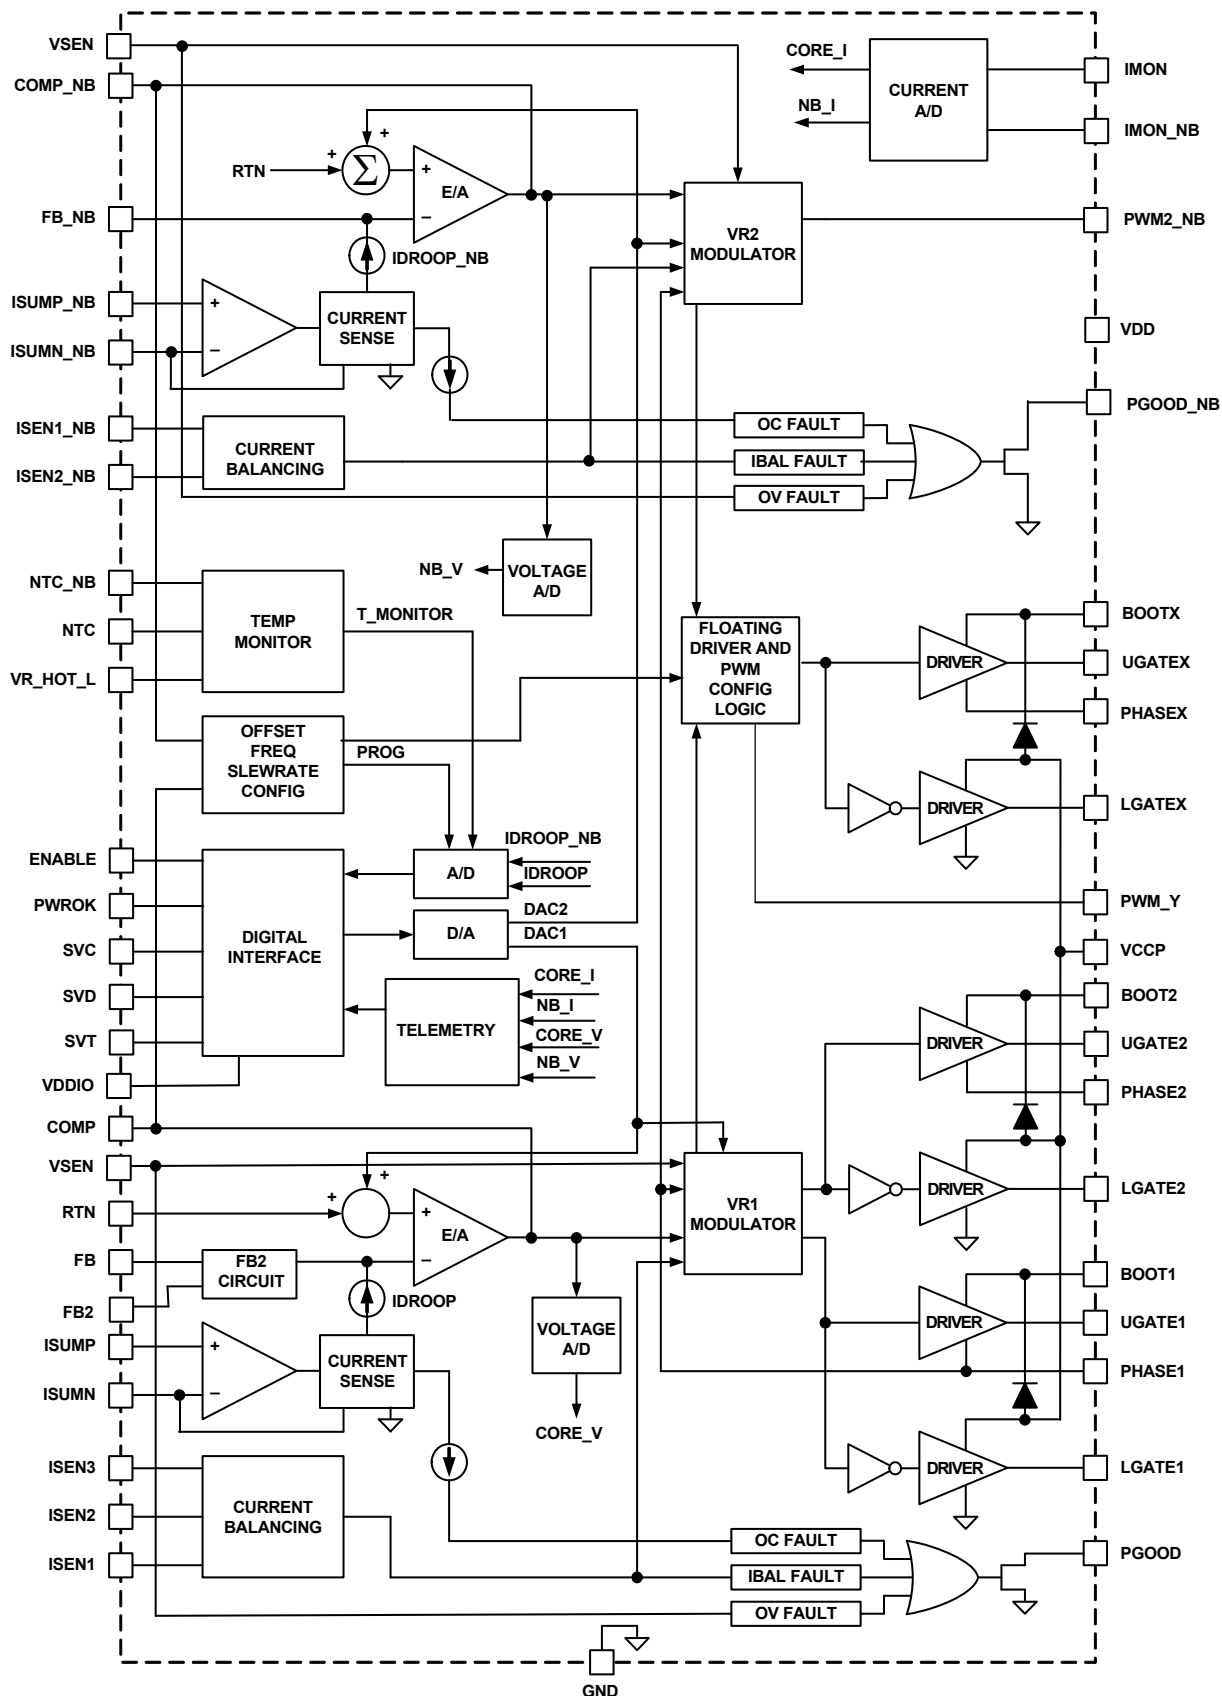 VSEN
COMP_NB
CORE_I
NB_I
CURRENT
A/D
IMON
IMON_NB
+
+
RTN
Σ
+
E/A
−
FB_NB
IDROOP_NB
VR2
MODULATOR
PWM2_NB
ISUMP_NB
+
CURRENT
SENSE
ISUMN_NB
−
VDD
PGOOD_NB
ISEN1_NB
CURRENT
BALANCING
ISEN2_NB
OC FAULT
IBAL FAULT
OV FAULT
NB_V
VOLTAGE
A/D
NTC_NB
TEMP
MONITOR
T_MONITOR
NTC
VR_HOT_L
FLOATING
DRIVER AND
PWM
CONFIG
LOGIC
DRIVER
BOOTX
UGATEX
PHASEX
OFFSET
FREQ
SLEWRATE
CONFIG
PROG
DRIVER
LGATEX
ENABLE
PWROK
SVC
SVD
SVT
VDDIO
DIGITAL
INTERFACE
A/D
IDROOP_NB
IDROOP
D/A
DAC2
DAC1
TELEMETRY
CORE_I
NB_I
CORE_V
NB_V
PWM_Y
VCCP
BOOT2
DRIVER
UGATE2
PHASE2
COMP
VSEN
+
RTN
+
+
E/A
−
VR1
MODULATOR
DRIVER
LGATE2
FB
FB2
CIRCUIT
FB2
IDROOP
BOOT1
DRIVER
UGATE1
PHASE1
ISUMP
+
CURRENT
SENSE
ISUMN
−
VOLTAGE
A/D
CORE_V
DRIVER
LGATE1
ISEN3
ISEN2
ISEN1
CURRENT
BALANCING
OC FAULT
IBAL FAULT
OV FAULT
PGOOD
GND